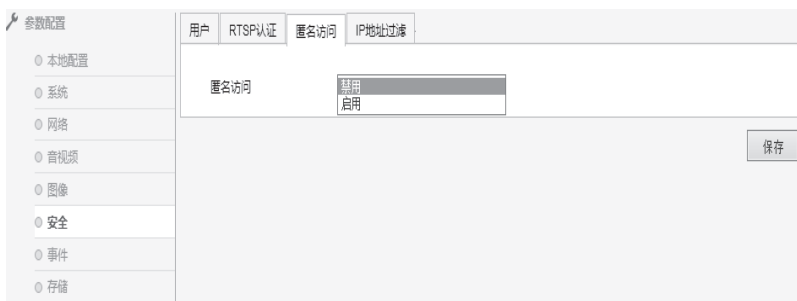 参数配置
本地配置
系统
网络
音视频
图像
安全
事件
存储
用户 RTSP认证 匿名访问 IP地址过滤
匿名访问
禁用
启用
保存